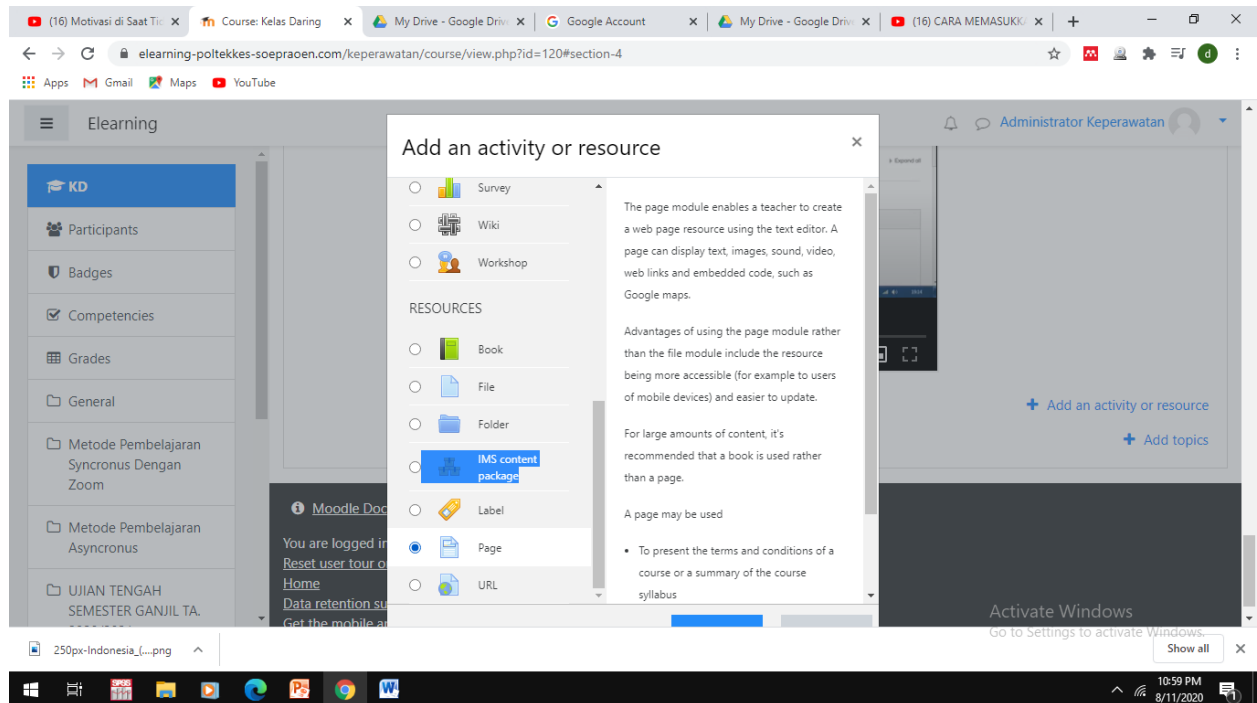 (16) Motivasi di Saat Tid
Course: Kelas Daring
My Drive - Google Driv
Google Account
My Drive - Google Driv
(16) CARA MEMASUKKA
elearning-poltekkes-soepraoen.com/keperawatan/course/view.php?id=120#section-4
Apps
Gmail
Maps
YouTube
Elearning
Administrator Keperawatan
KD
Participants
Badges
Competencies
Grades
General
Metode Pembelajaran
Syncronus Dengan
Zoom
Metode Pembelajaran
Asyncronus
UJIAN TENGAH
SEMESTER GANJIL TA.
Add an activity or resource
Survey
Wiki
Workshop
RESOURCES
Book
File
Folder
IMS content
package
Label
Page
URL
The page module enables a teacher to create
a web page resource using the text editor. A
page can display text, images, sound, video,
web links and embedded code, such as
Google maps.
Advantages of using the page module rather
than the file module include the resource
being more accessible (for example to users
of mobile devices) and easier to update.
For large amounts of content, it's
recommended that a book is used rather
than a page.
A page may be used
• To present the terms and conditions of a
course or a summary of the course
syllabus
Expand all
Add an activity or resource
Add topics
Moodle Doc
You are logged in
Reset user tour o
Home
Data retention su
Get the mobile a
Activate Windows
Go to Settings to activate Windows.
250px-Indonesia_(....png
Show all
10:59 PM
8/11/2020